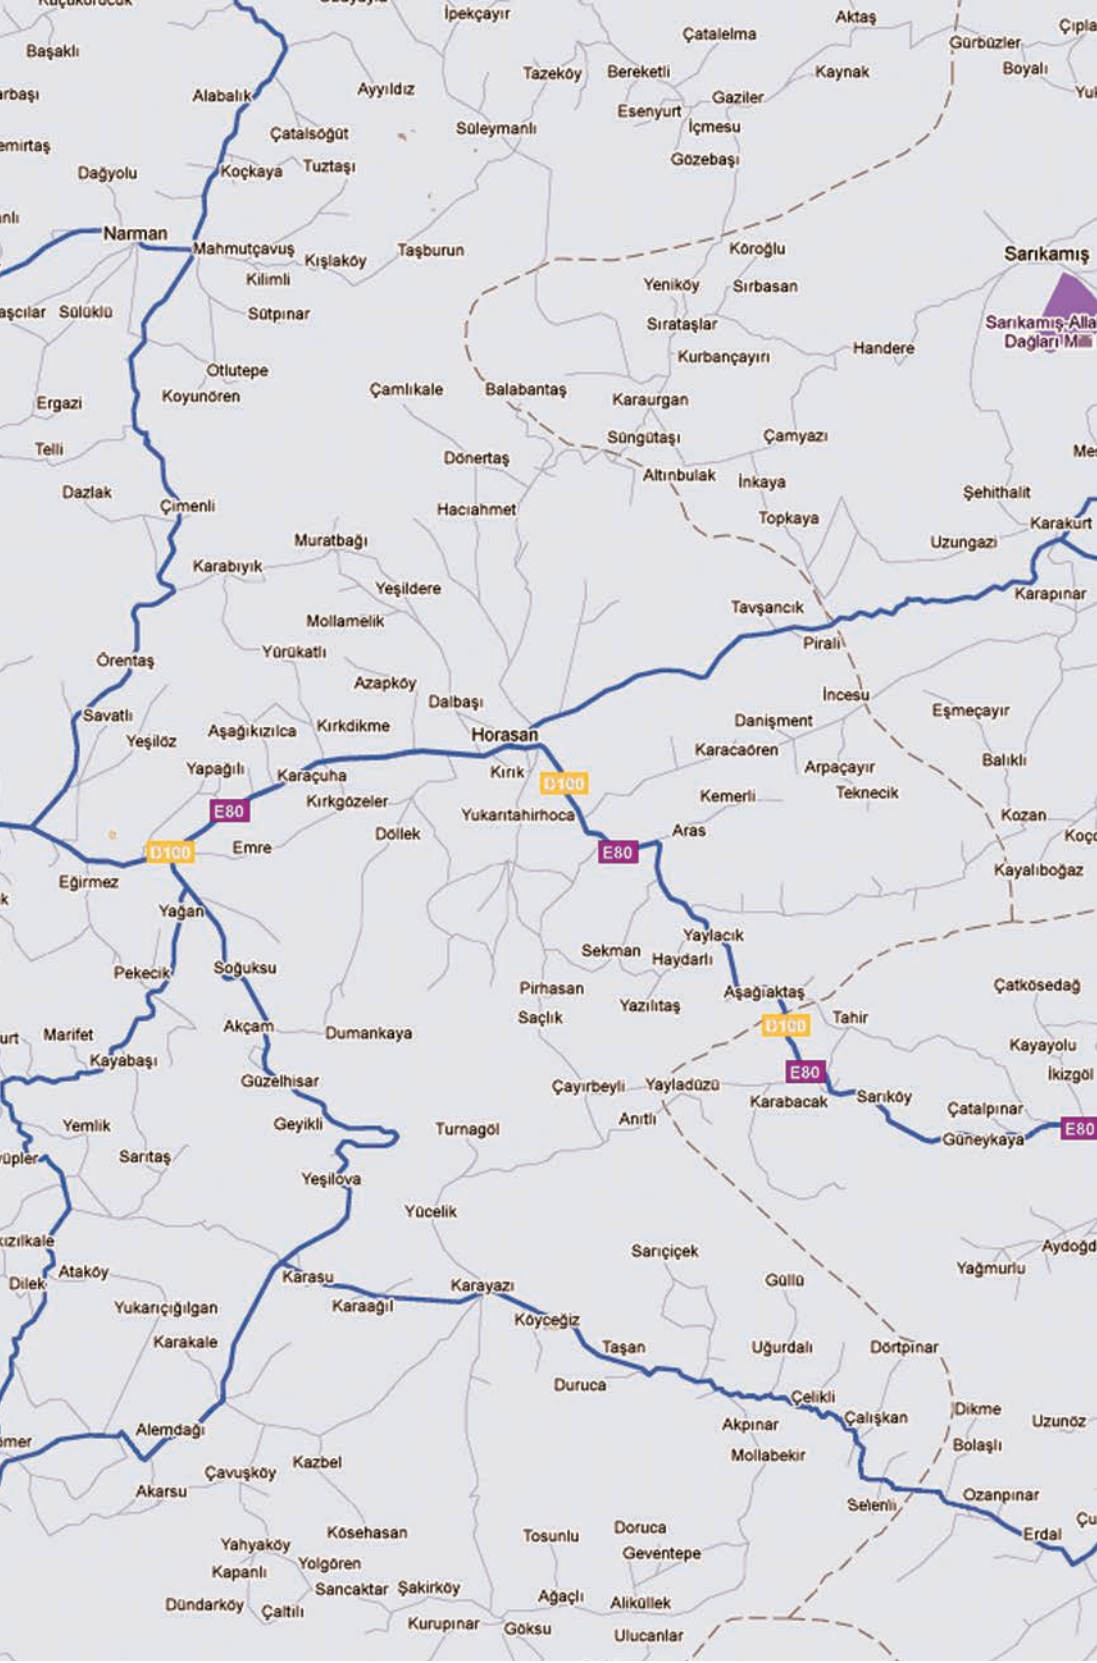 İpekçayır
Aktaş
Çatalelma
Gürbüzler
Başaklı
Tazeköy
Bereketli
Kaynak
Boyalı
Ayyıldız
Alabalık
Gaziler
Esenyurt
İçmesu
Süleymanlı
Çatalsöğüt
Gözebaşı
Dağyolu
Koçkaya
Tuztaşı
Narman
Mahmutçavuş
Kışlaköy
Taşburun
Köroğlu
Sarıkamış
Kilimli
Yeniköy
Sırbasan
Sülüklü
Sütpınar
Sırataşlar
Sarıkamış-Alla
Dağları Milli
Kurbançayırı
Handere
Otlutepe
Koyunören
Çamlıkale
Balabantaş
Karaurgan
Ergazi
Telli
Süngütaşı
Çamyazı
Dönertaş
Altınbulak
İnkaya
Dazlak
Çimenli
Hacıahmet
Topkaya
Şehithalit
Karakurt
Muratbağı
Uzungazi
Karabıyık
Yeşildere
Karapınar
Mollamelik
Tavşancık
Pirali
Örentaş
Yürükatlı
Azapköy
Dalbaşı
İncesu
Savatlı
Yeşilöz
Aşağıkızılca
Kırkdikme
Horasan
Danişment
Eşmeçayır
Karacaören
Yapağılı
Karaçuha
Kırık
D100
Arpaçayır
Balıklı
Kırkgözeler
Kemerli
Teknecik
E80
Yukarıtahirhoca
Kozan
Döllek
Aras
D100
Emre
E80
Eğirmez
Kayalıboğaz
Yağan
Yaylacık
Sekman
Haydarlı
Pekecik
Soğuksu
Pirhasan
Aşağıaktaş
Çatkösedağ
Yazılıtaş
Saçlık
D100
Tahir
Marifet
Akçam
Dumankaya
Kayayolu
Kayabaşı
E80
İkizgöl
Güzelhisar
Çayırbeyli
Yayladüzü
Karabacak
Sarıköy
Çatalpınar
Yemlik
Geyikli
Turnagöl
Anıtlı
Güneykaya
E80
Sarıtaş
Yeşilova
Yücelik
Sarıçiçek
Yağmurlu
Ataköy
Dilek
Karasu
Karayazı
Güllü
Yukarıçığılgan
Karaağıl
Köyceğiz
Karakale
Taşan
Uğurdalı
Dörtpınar
Duruca
Çelikli
Alemdağı
Akpınar
Çalışkan
Dikme
Uzunöz
Mollabekir
Bolaşlı
Çavuşköy
Kazbel
Akarsu
Selenli
Ozanpınar
Kösehasan
Tosunlu
Doruca
Erdal
Yahyaköy
Geventepe
Kapanlı
Yolgören
Sancaktar
Şakirköy
Ağaçlı
Aliküllek
Dündarköy
Çaltılı
Kurupınar
Göksu
Ulucanlar